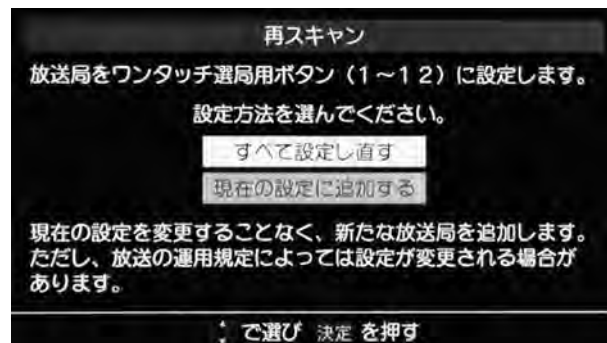 再スキャン
放送局をワンタッチ選局用ボタン（1～12）に設定します。
設定方法を選んでください。
すべて設定し直す
現在の設定に追加する
現在の設定を変更することなく、新たな放送局を追加します。
ただし、放送の運用規定によっては設定が変更される場合が
あります。
で選び 決定 を押す